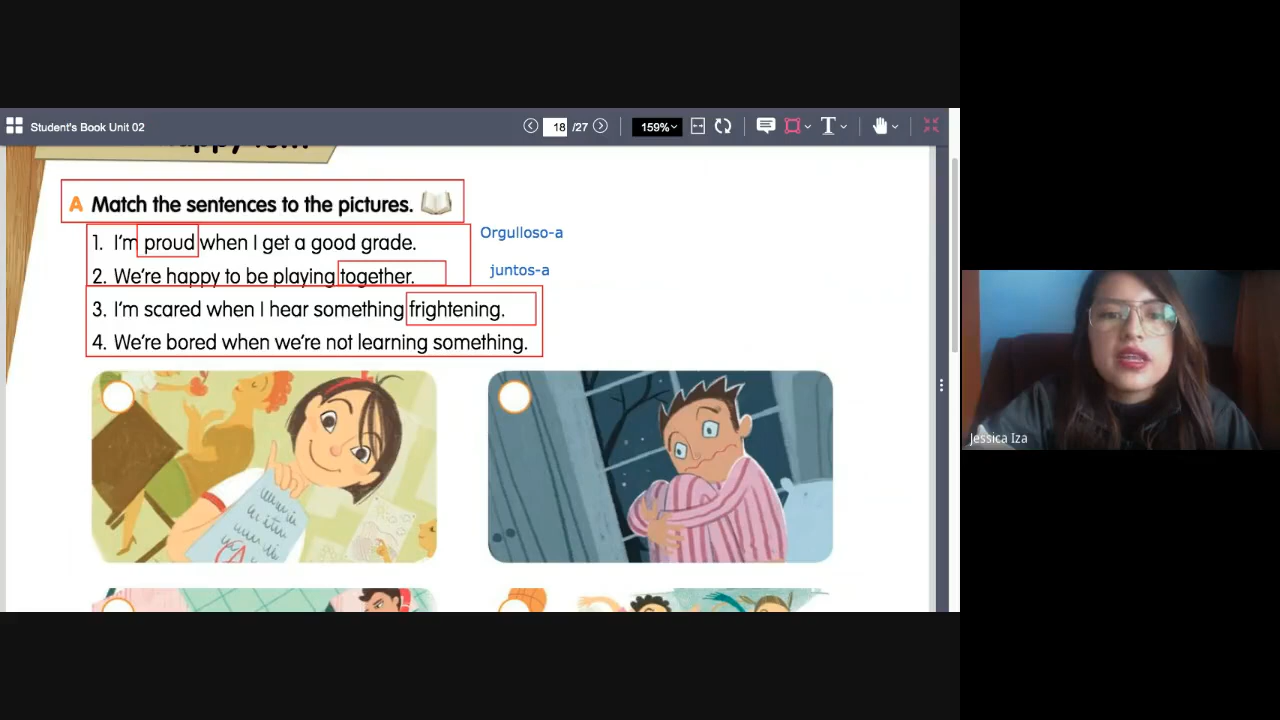 Student's Book Unit 02
18 /27
159%
T
A Match the sentences to the pictures.
1. I'm proud when I get a good grade.
Orgulloso-a
2. We're happy to be playing together.
juntos-a
3. I'm scared when I hear something frightening.
4. We're bored when we're not learning something.
A
Jessica Iza